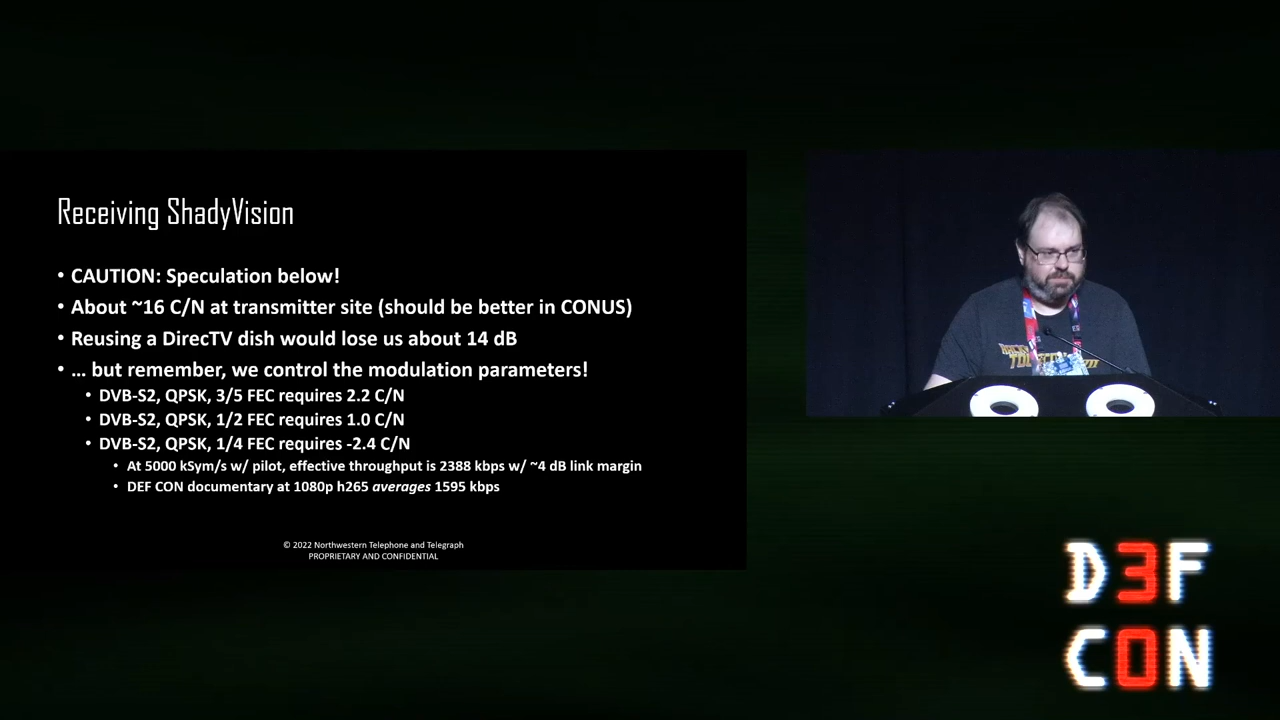 Receiving ShadyVision
• CAUTION: Speculation below!
• About ~16 C/N at transmitter site (should be better in CONUS)
• Reusing a DirecTV dish would lose us about 14 dB
• … but remember, we control the modulation parameters!
• DVB-S2, QPSK, 3/5 FEC requires 2.2 C/N
• DVB-S2, QPSK, 1/2 FEC requires 1.0 C/N
• DVB-S2, QPSK, 1/4 FEC requires -2.4 C/N
• At 5000 kSym/s w/ pilot, effective throughput is 2388 kbps w/ ~4 dB link margin
• DEF CON documentary at 1080p h265 averages 1595 kbps
© 2022 Northwestern Telephone and Telegraph
PROPRIETARY AND CONFIDENTIAL
D3F
C0N